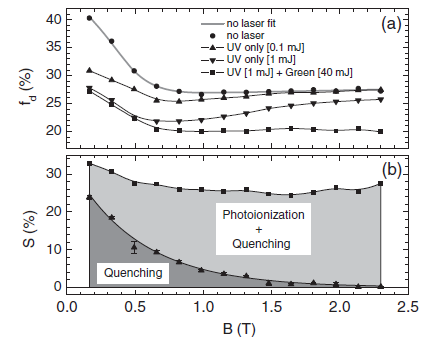 40
35
30
25
20
f_d (%)
(a)
no laser fit
no laser
UV only [0.1 mJ]
UV only [1 mJ]
UV [1 mJ] + Green [40 mJ]
30
20
10
0
S (%)
(b)
Photoionization
+
Quenching
Quenching
0.0 0.5 1.0 1.5 2.0 2.5
B (T)